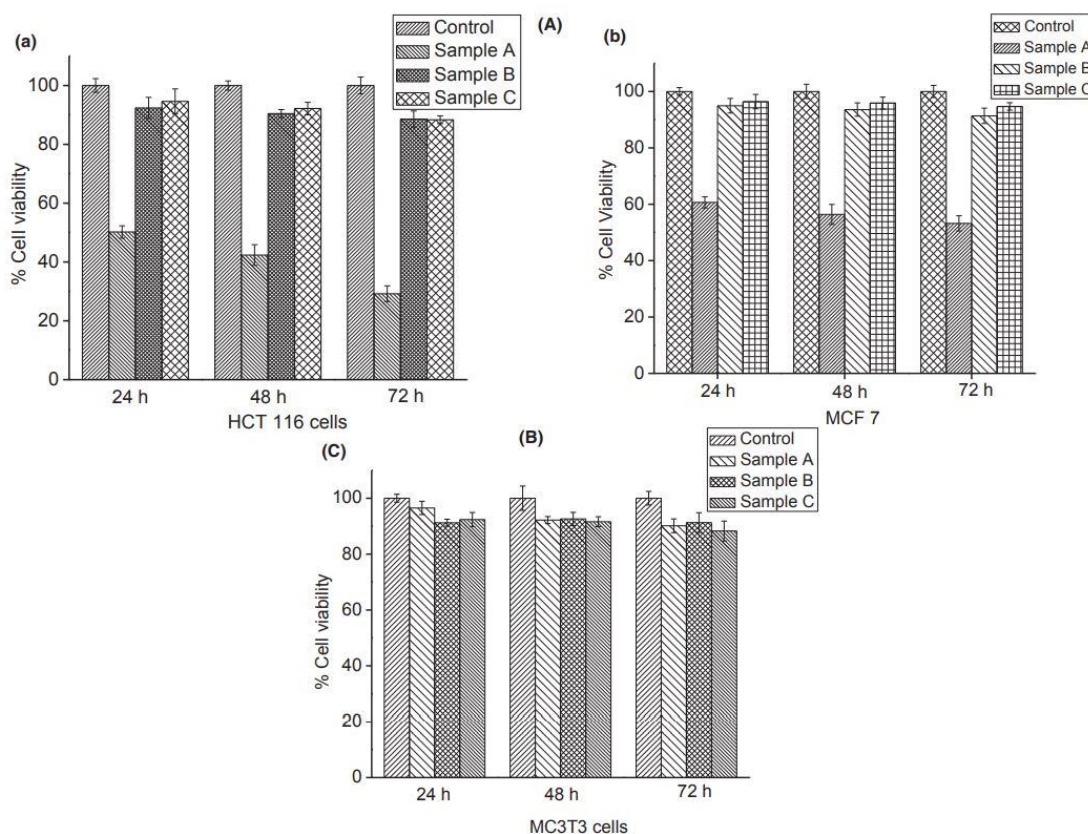 (a)
Control
Sample A
Sample B
Sample C
100
80
60
40
20
0
% Cell viability
24 h
48 h
72 h
HCT 116 cells
(A)
(b)
Control
Sample A
Sample B
Sample C
100
80
60
40
20
0
% Cell Viability
24 h
48 h
72 h
MCF 7
(C)
(B)
Control
Sample A
Sample B
Sample C
100
80
60
40
20
0
% Cell viability
24 h
48 h
72 h
MC3T3 cells